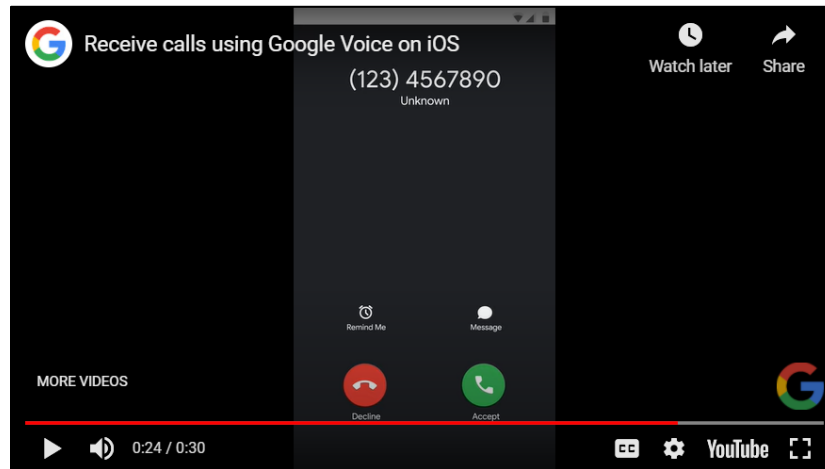 Receive calls using Google Voice on iOS
Watch later
Share
(123) 4567890
Unknown
Remind Me
Message
MORE VIDEOS
Decline
Accept
0:24 / 0:30
CC
YouTube